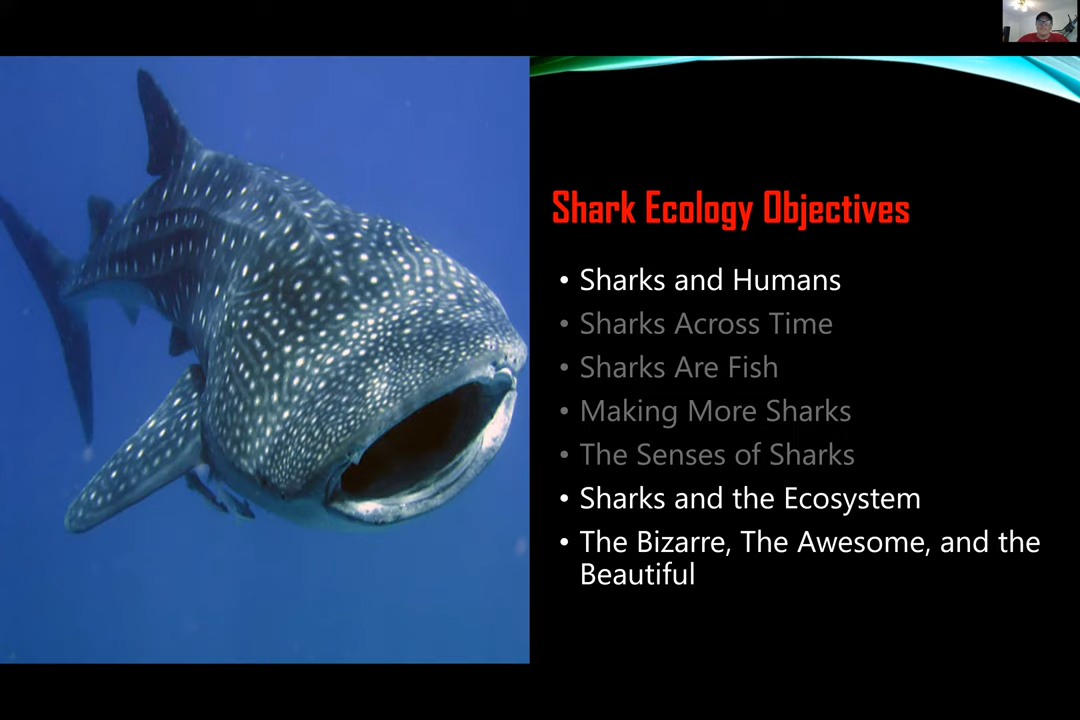 Shark Ecology Objectives
• Sharks and Humans
• Sharks Across Time
• Sharks Are Fish
• Making More Sharks
• The Senses of Sharks
• Sharks and the Ecosystem
• The Bizarre, The Awesome, and the
Beautiful